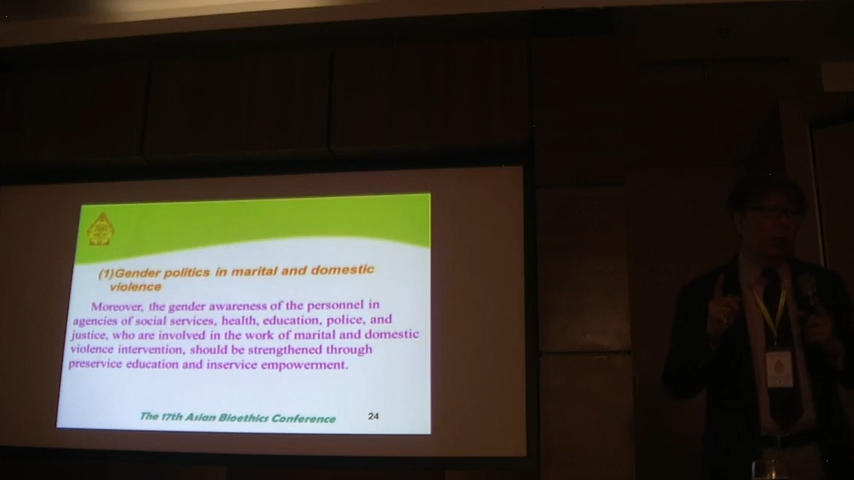 (1)Gender politics in marital and domestic
violence
Moreover, the gender awareness of the personnel in
agencies of social services, health, education, police, and
justice, who are involved in the work of marital and domestic
violence intervention, should be strengthened through
preservice education and inservice empowerment.
The 17th Asian Bioethics Conference
24